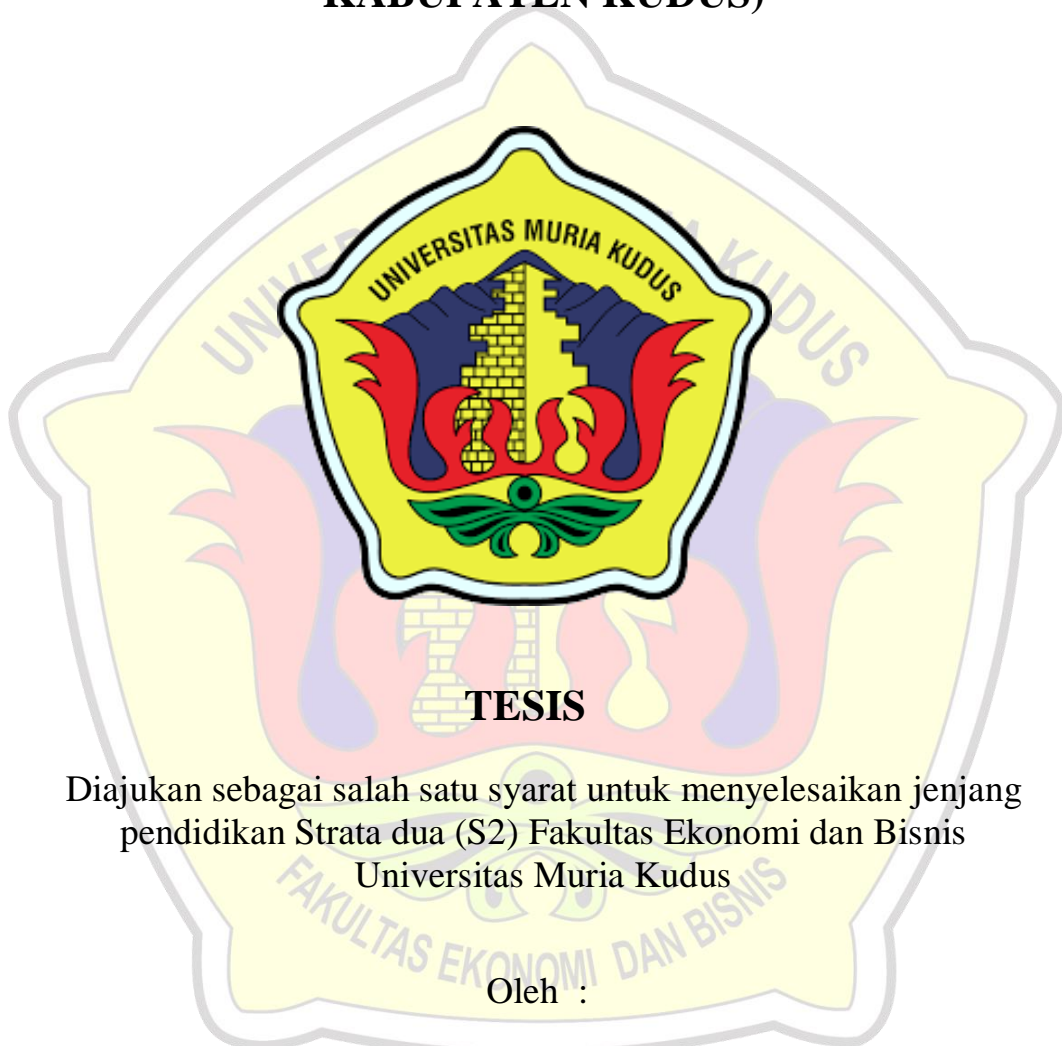 KABUPATEN KUDUS)
UNIVERSITAS MURIA KUDUS
TESIS
Diajukan sebagai salah satu syarat untuk menyelesaikan jenjang
pendidikan Strata dua (S2) Fakultas Ekonomi dan Bisnis
Universitas Muria Kudus
FAKULTAS EKONOMI DAN BISNIS
Oleh :